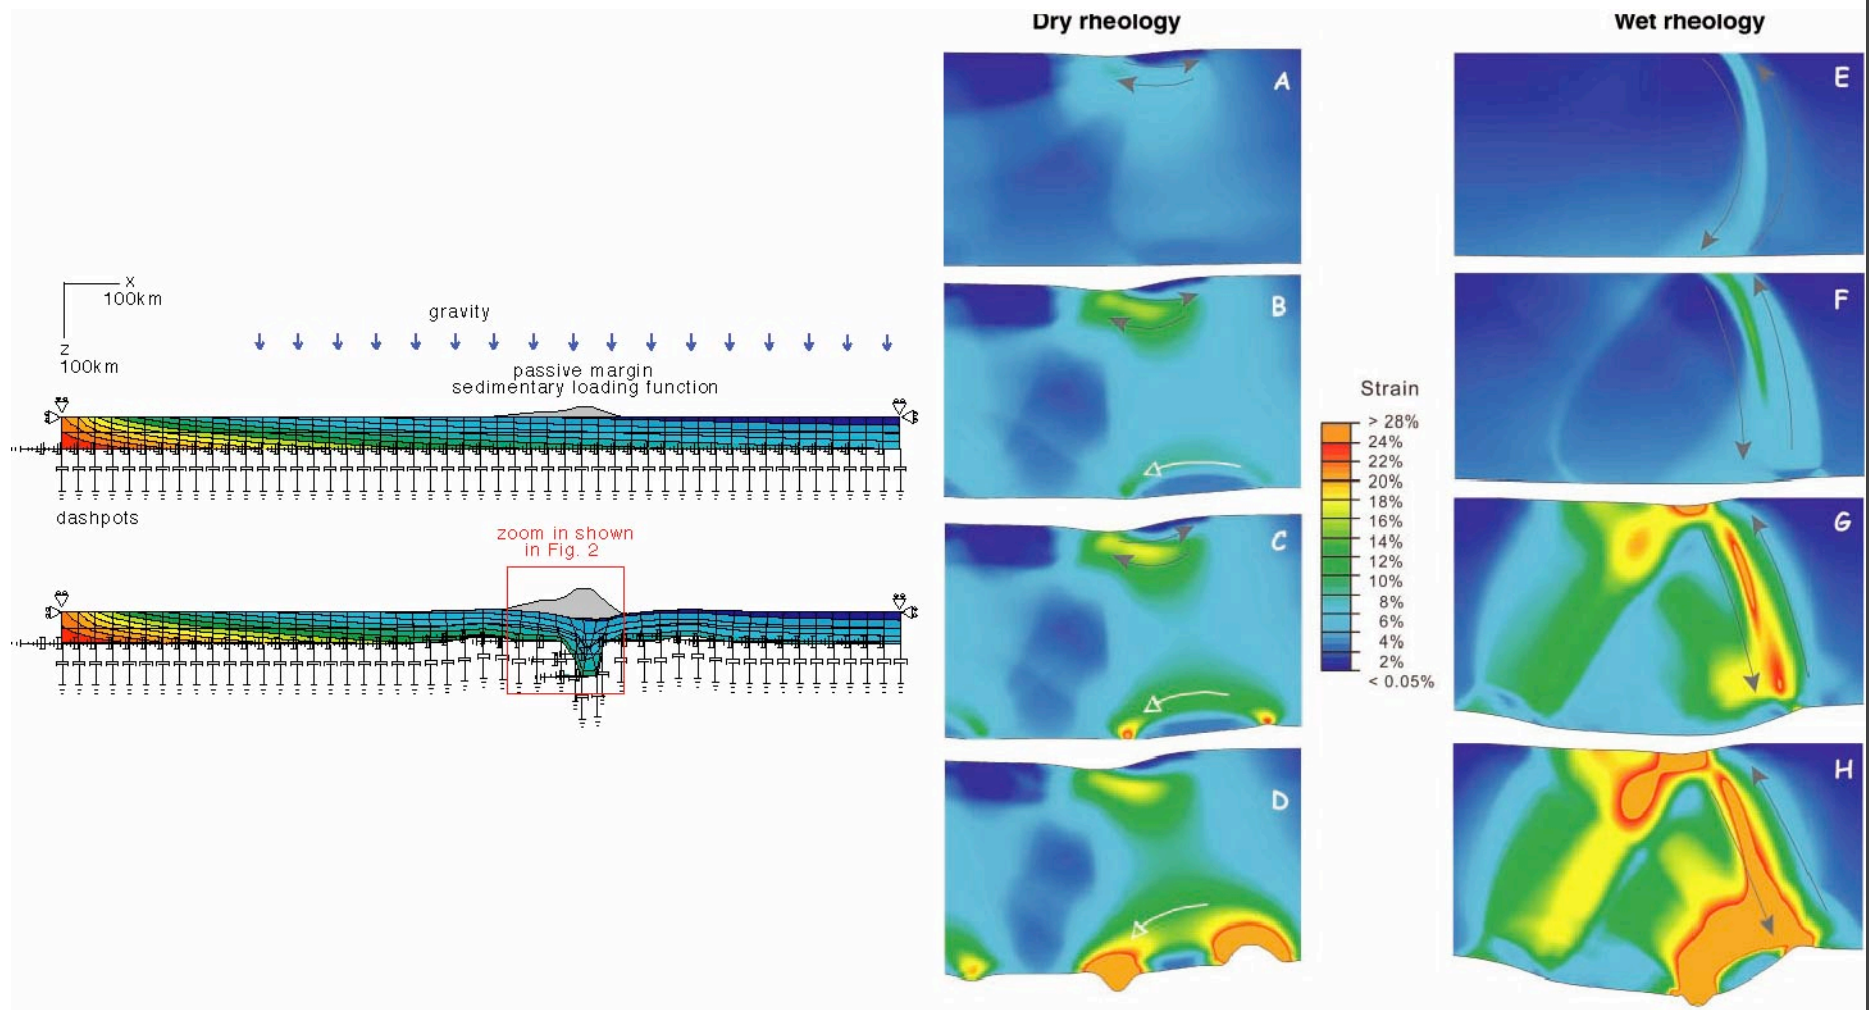 x
100km
z
100km
gravity
passive margin
sedimentary loading function
dashpots
zoom in shown
in Fig. 2
Dry rheology
A
B
C
D
Strain
> 28%
24%
22%
20%
18%
16%
14%
12%
10%
8%
6%
4%
2%
< 0.05%
Wet rheology
E
F
G
H